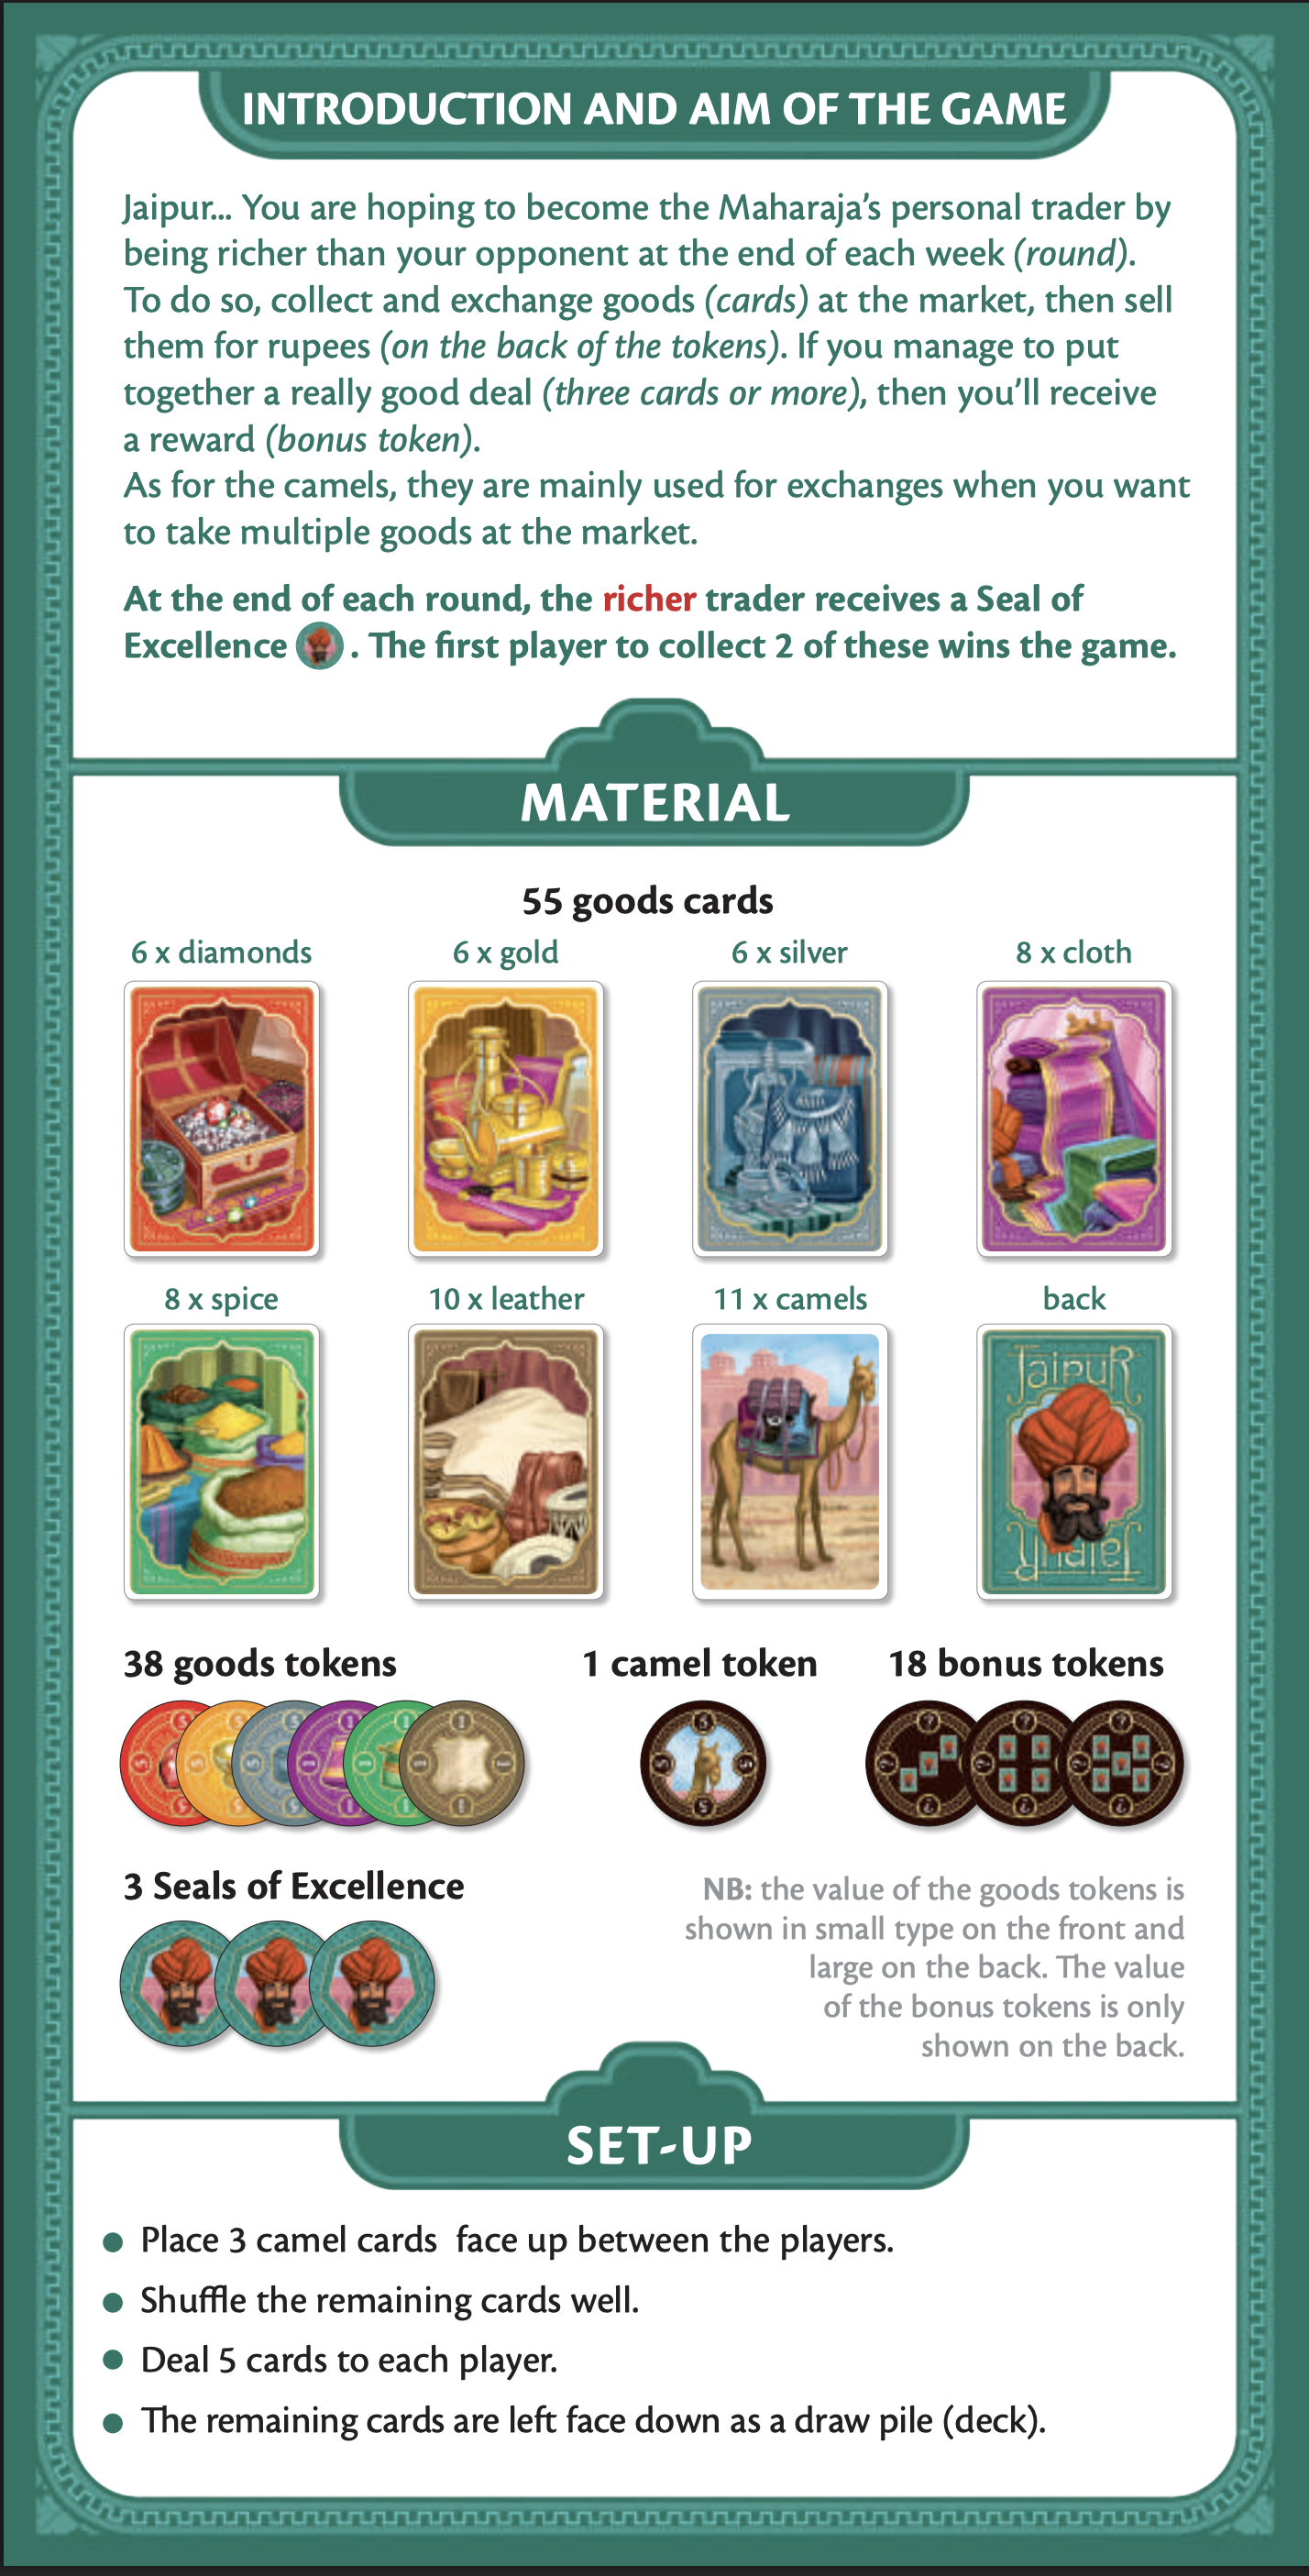 INTRODUCTION AND AIM OF THE GAME
Jaipur... You are hoping to become the Maharaja's personal trader by
being richer than your opponent at the end of each week (round).
To do so, collect and exchange goods (cards) at the market, then sell
them for rupees (on the back of the tokens). If you manage to put
together a really good deal (three cards or more), then you'll receive
a reward (bonus token).
As for the camels, they are mainly used for exchanges when you want
to take multiple goods at the market.
At the end of each round, the richer trader receives a Seal of
Excellence . The first player to collect 2 of these wins the game.
MATERIAL
55 goods cards
6 x diamonds
6 x gold
6 x silver
8 x cloth
8 x spice
10 x leather
11 x camels
back
JaipuR
JaipuR
38 goods tokens
1 camel token
18 bonus tokens
5 5 5 1 1 1
5
? ? ?
3 Seals of Excellence
NB: the value of the goods tokens is
shown in small type on the front and
large on the back. The value
of the bonus tokens is only
shown on the back.
SET-UP
● Place 3 camel cards  face up between the players.
● Shuffle the remaining cards well.
● Deal 5 cards to each player.
● The remaining cards are left face down as a draw pile (deck).